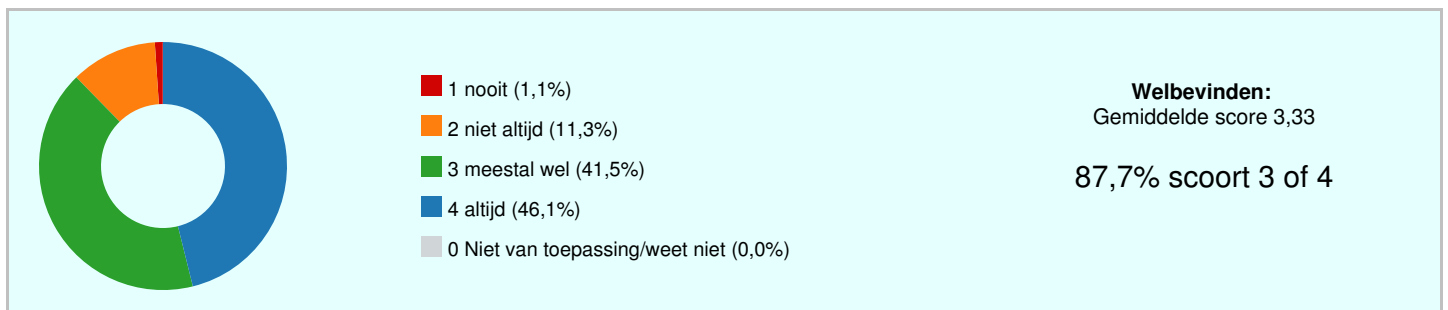 1 nooit (1,1%)
2 niet altijd (11,3%)
3 meestal wel (41,5%)
4 altijd (46,1%)
0 Niet van toepassing/weet niet (0,0%)
Welbevinden:
Gemiddelde score 3,33
87,7% scoort 3 of 4